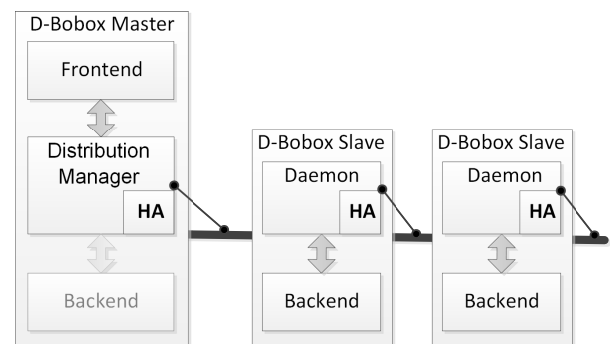 D-Bobox Master
Frontend
Distribution
Manager
HA
Backend
D-Bobox Slave
Daemon
HA
Backend
D-Bobox Slave
Daemon
HA
Backend